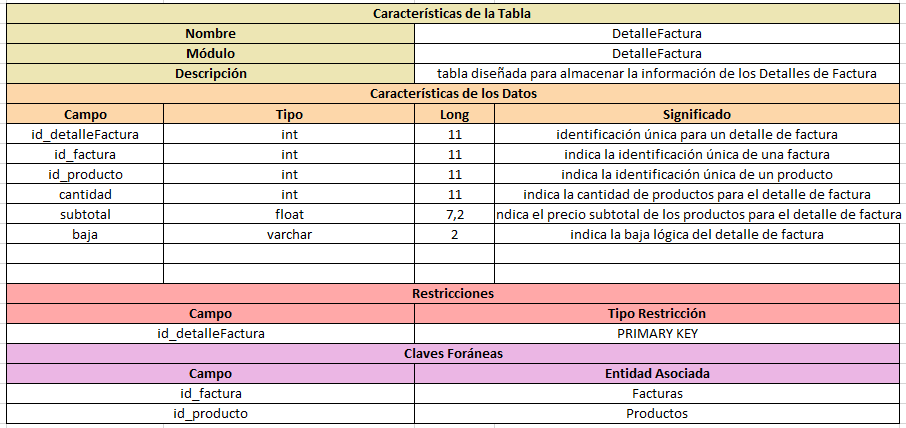 Características de la Tabla
Nombre DetalleFactura
Módulo DetalleFactura
Descripción tabla diseñada para almacenar la información de los Detalles de Factura
Características de los Datos
Campo Tipo Long Significado
id_detalleFactura int 11 identificación única para un detalle de factura
id_factura int 11 indica la identificación única de una factura
id_producto int 11 indica la identificación única de un producto
cantidad int 11 indica la cantidad de productos para el detalle de factura
subtotal float 7,2 ndica el precio subtotal de los productos para el detalle de factura
baja varchar 2 indica la baja lógica del detalle de factura
Restricciones
Campo Tipo Restricción
id_detalleFactura PRIMARY KEY
Claves Foráneas
Campo Entidad Asociada
id_factura Facturas
id_producto Productos